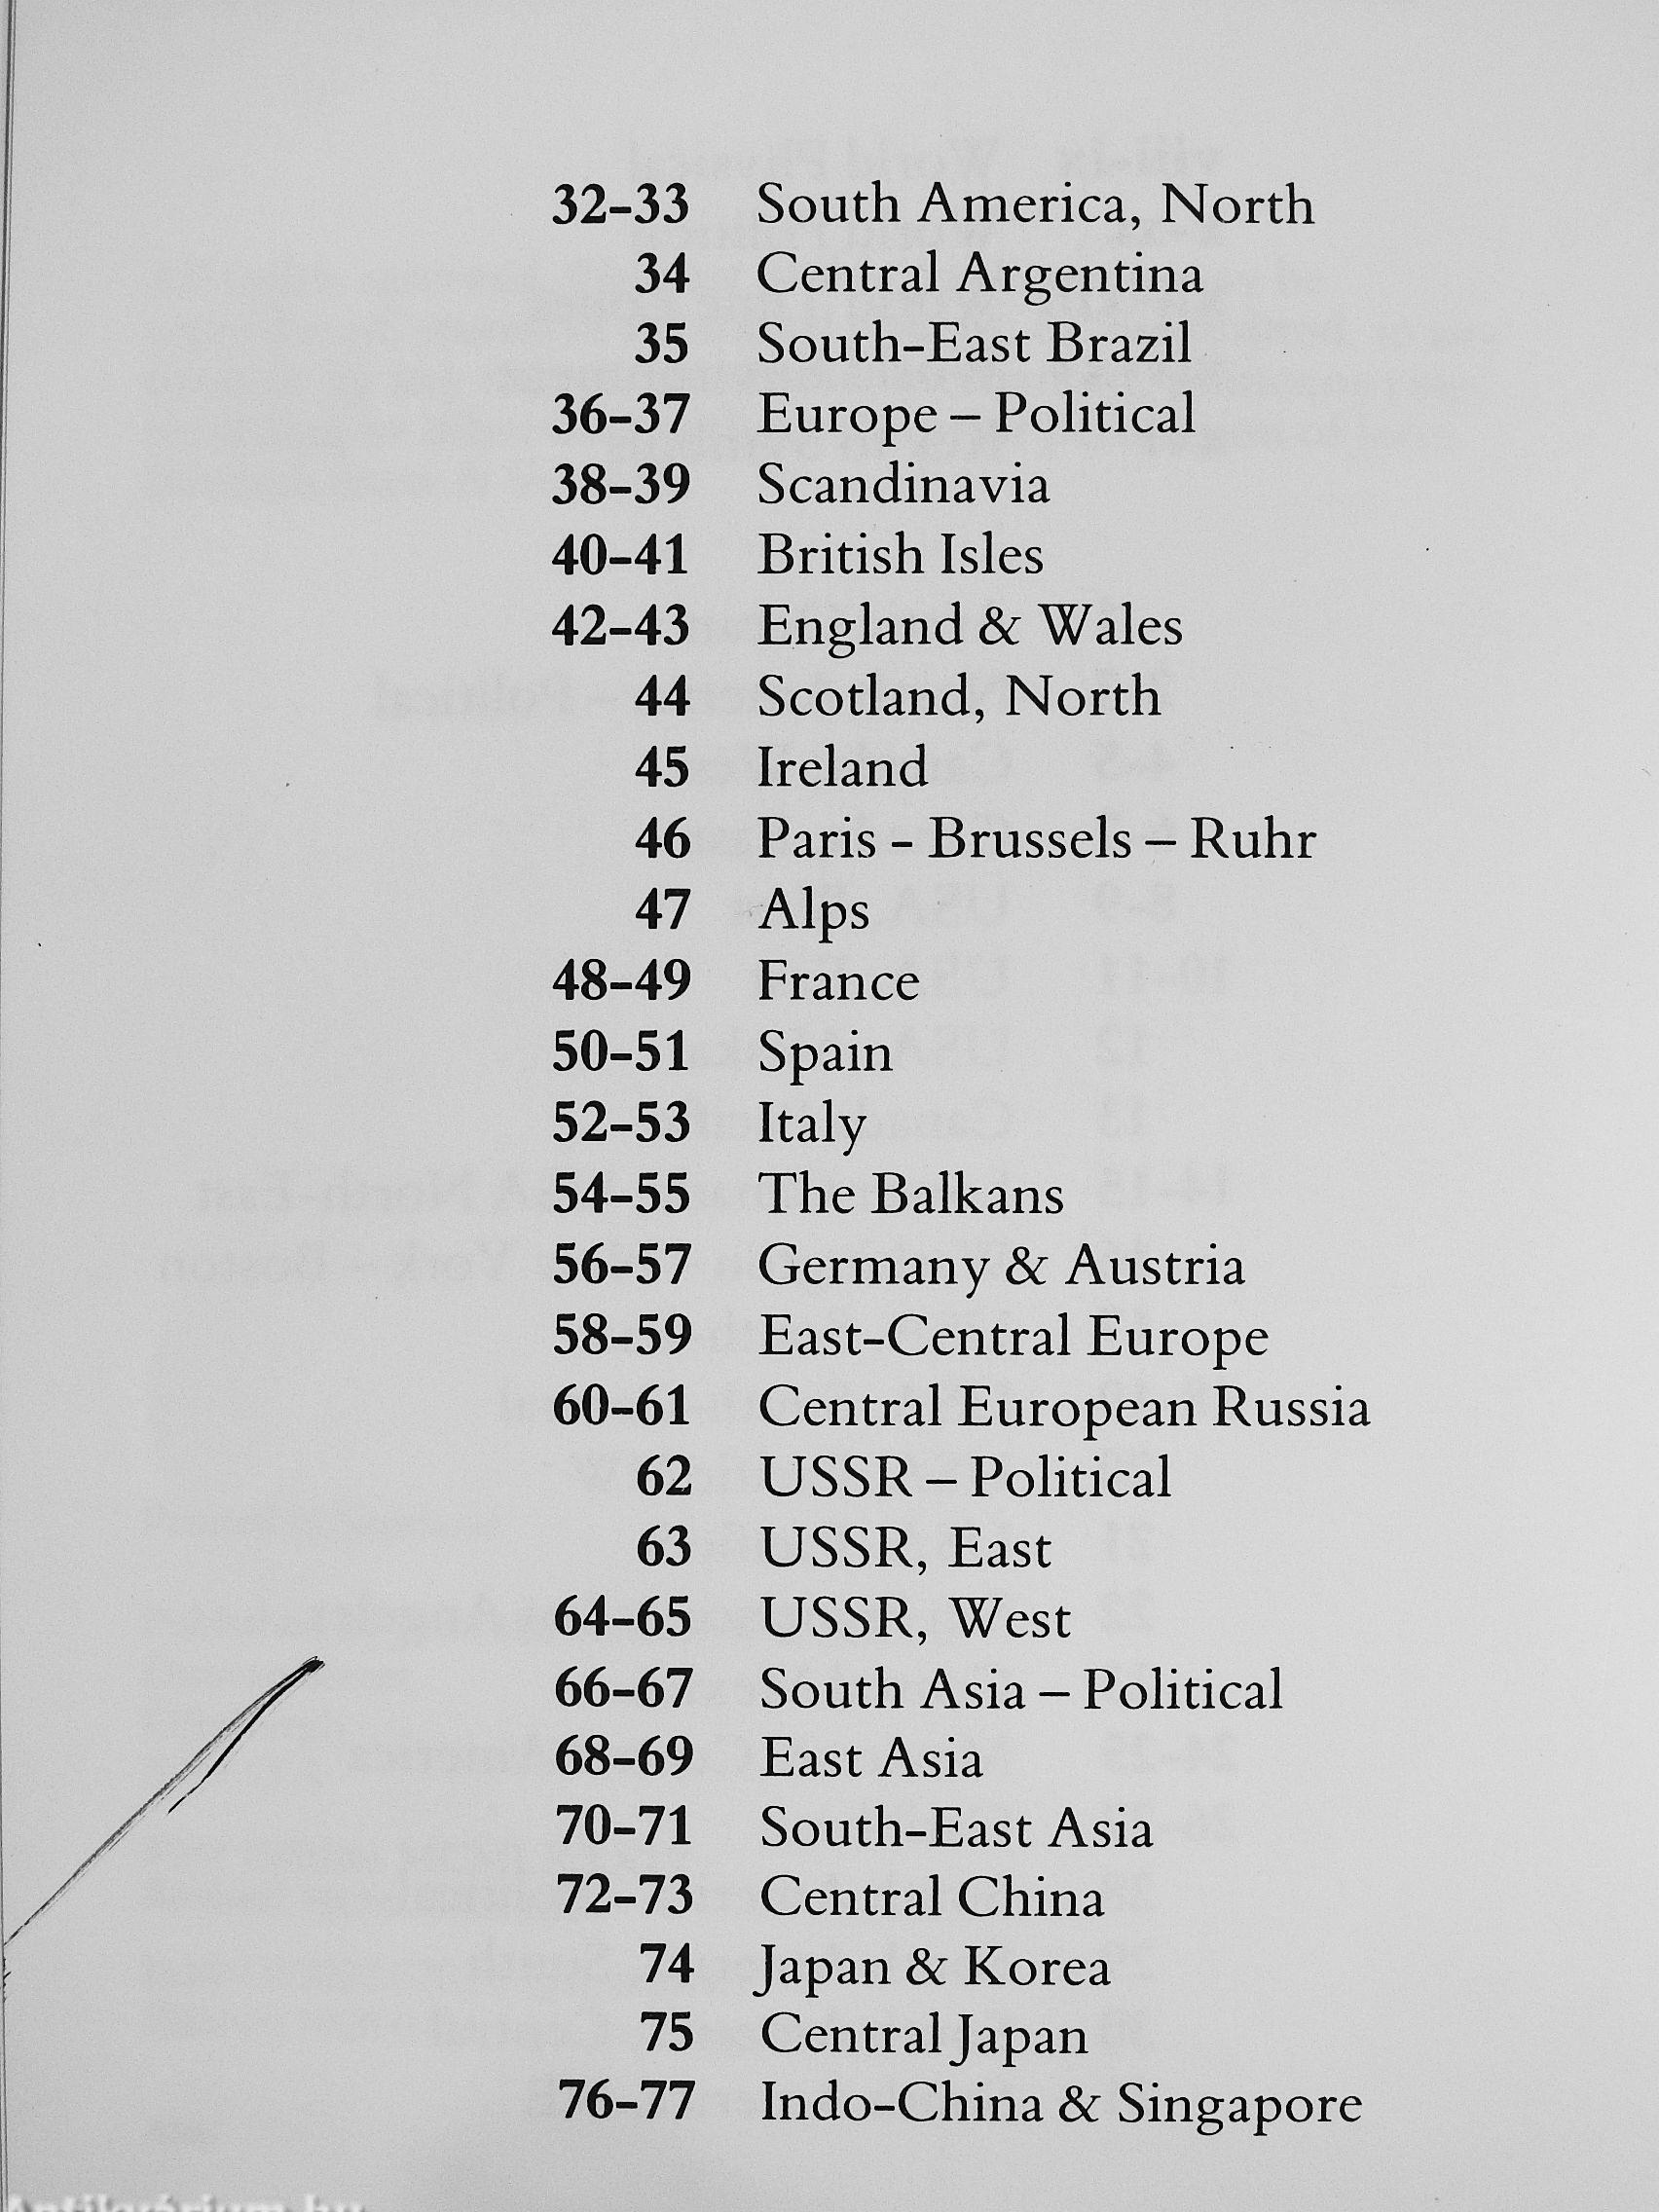 32–33 South America, North
34 Central Argentina
35 South-East Brazil
36–37 Europe – Political
38–39 Scandinavia
40–41 British Isles
42–43 England & Wales
44 Scotland, North
45 Ireland
46 Paris - Brussels – Ruhr
47 Alps
48–49 France
50–51 Spain
52–53 Italy
54–55 The Balkans
56–57 Germany & Austria
58–59 East-Central Europe
60–61 Central European Russia
62 USSR – Political
63 USSR, East
64–65 USSR, West
66–67 South Asia – Political
68–69 East Asia
70–71 South-East Asia
72–73 Central China
74 Japan & Korea
75 Central Japan
76–77 Indo-China & Singapore
Antikvárium.hu